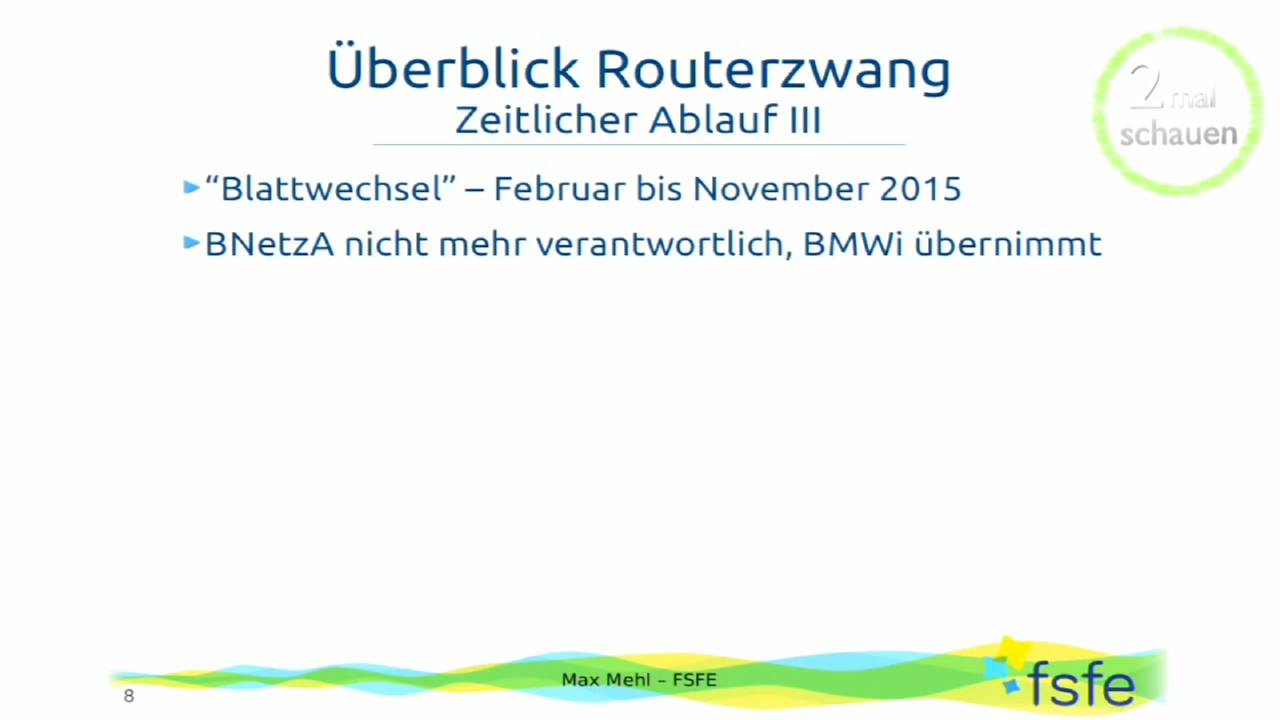 Überblick Routerzwang
Zeitlicher Ablauf III
2 mal
schauen
“Blattwechsel” – Februar bis November 2015
BNetzA nicht mehr verantwortlich, BMWi übernimmt
Max Mehl – FSFE
fsfe
8